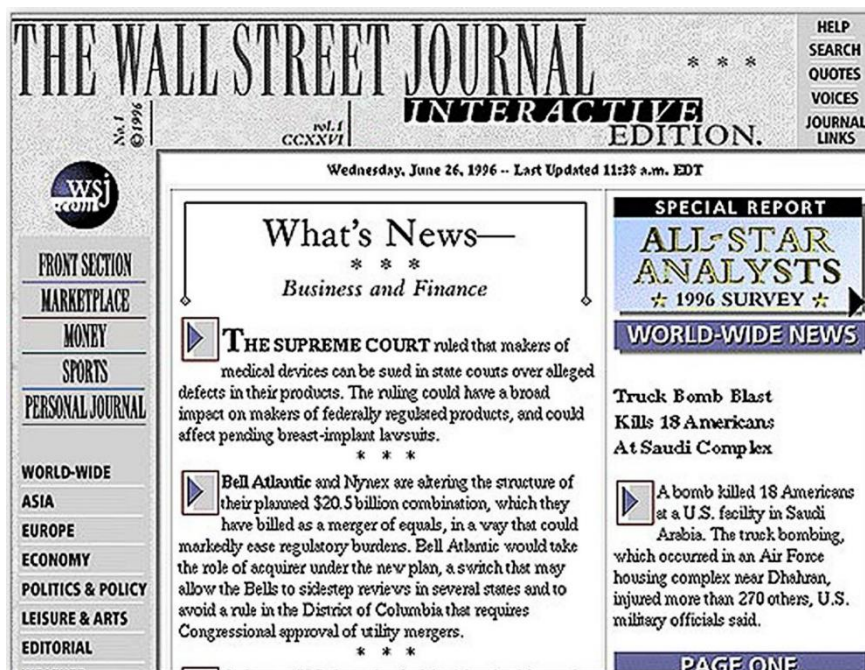 THE WALL STREET JOURNAL
* * *
INTERACTIVE
EDITION.
No. 1
©1996
vol.1
CCXXVI
HELP
SEARCH
QUOTES
VOICES
JOURNAL
LINKS
Wednesday, June 26, 1996 -- Last Updated 11:38 a.m. EDT
wsj
.com
FRONT SECTION
MARKETPLACE
MONEY
SPORTS
PERSONAL JOURNAL
WORLD-WIDE
ASIA
EUROPE
ECONOMY
POLITICS & POLICY
LEISURE & ARTS
EDITORIAL
What's News—
* * *
Business and Finance
THE SUPREME COURT ruled that makers of
medical devices can be sued in state courts over alleged
defects in their products. The ruling could have a broad
impact on makers of federally regulated products, and could
affect pending breast-implant lawsuits.
* * *
Bell Atlantic and Nynex are altering the structure of
their planned $20.5 billion combination, which they
have billed as a merger of equals, in a way that could
markedly ease regulatory burdens. Bell Atlantic would take
the role of acquirer under the new plan, a switch that may
allow the Bells to sidestep reviews in several states and to
avoid a rule in the District of Columbia that requires
Congressional approval of utility mergers.
* * *
SPECIAL REPORT
ALL-STAR
ANALYSTS
1996 SURVEY
WORLD-WIDE NEWS
Truck Bomb Blast
Kills 18 Americans
At Saudi Complex
A bomb killed 18 Americans
at a U.S. facility in Saudi
Arabia. The truck bombing,
which occurred in an Air Force
housing complex near Dhahran,
injured more than 270 others, U.S.
military officials said.
PAGE ONE